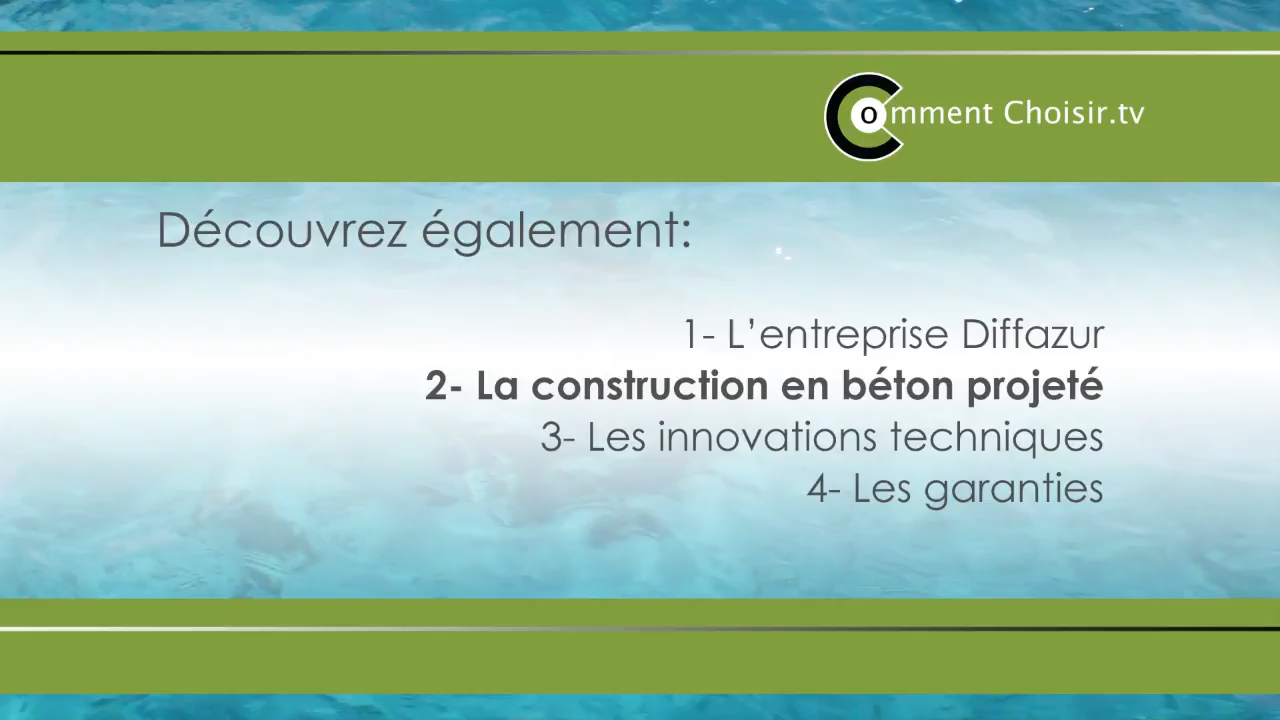 Comment Choisir.tv
Découvrez également:
1- L’entreprise Diffazur
2- La construction en béton projeté
3- Les innovations techniques
4- Les garanties